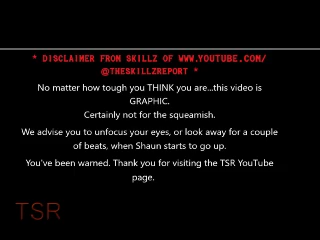 * DISCLAIMER FROM SKILLZ OF WWW.YOUTUBE.COM/
@THESKILLZREPORT *
No matter how tough you THINK you are...this video is
GRAPHIC.
Certainly not for the squeamish.
We advise you to unfocus your eyes, or look away for a couple
of beats, when Shaun starts to go up.
You've been warned. Thank you for visiting the TSR YouTube
page.
TSR